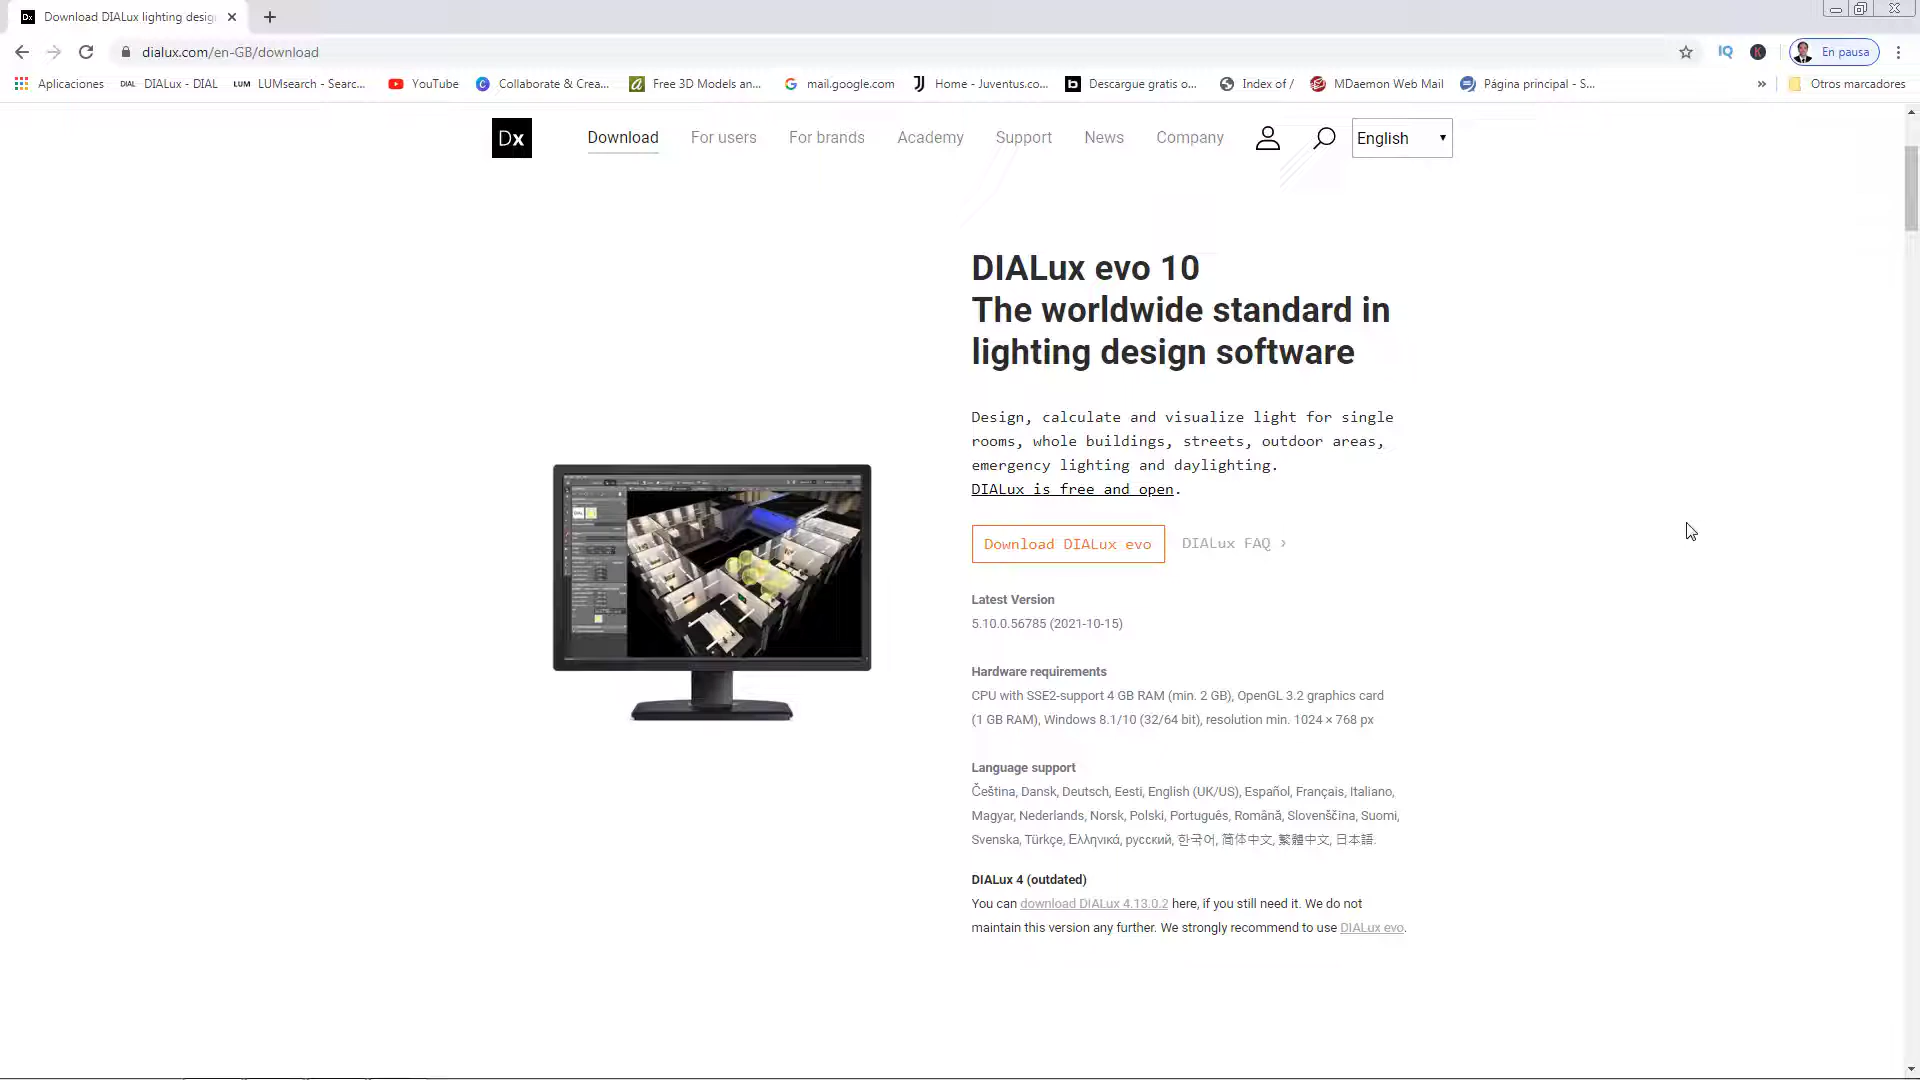 Download DIALux lighting desig
dialux.com/en-GB/download
IQ
K
En pausa
Aplicaciones
DIAL DIALux - DIAL
LUM LUMsearch - Searc...
YouTube
Collaborate & Crea...
Free 3D Models an...
mail.google.com
Home - Juventus.co...
Descargue gratis o...
Index of /
MDaemon Web Mail
Página principal - S...
»
Otros marcadores
Dx
Download
For users
For brands
Academy
Support
News
Company
English
DIALux evo 10
The worldwide standard in
lighting design software
Design, calculate and visualize light for single
rooms, whole buildings, streets, outdoor areas,
emergency lighting and daylighting.
DIALux is free and open.
Download DIALux evo
DIALux FAQ ›
Latest Version
5.10.0.56785 (2021-10-15)
Hardware requirements
CPU with SSE2-support 4 GB RAM (min. 2 GB), OpenGL 3.2 graphics card
(1 GB RAM), Windows 8.1/10 (32/64 bit), resolution min. 1024 × 768 px
Language support
Čeština, Dansk, Deutsch, Eesti, English (UK/US), Español, Français, Italiano,
Magyar, Nederlands, Norsk, Polski, Português, Română, Slovenščina, Suomi,
Svenska, Türkçe, Ελληνικά, русский, 한국어, 简体中文, 繁體中文, 日本語.
DIALux 4 (outdated)
You can download DIALux 4.13.0.2 here, if you still need it. We do not
maintain this version any further. We strongly recommend to use DIALux evo.